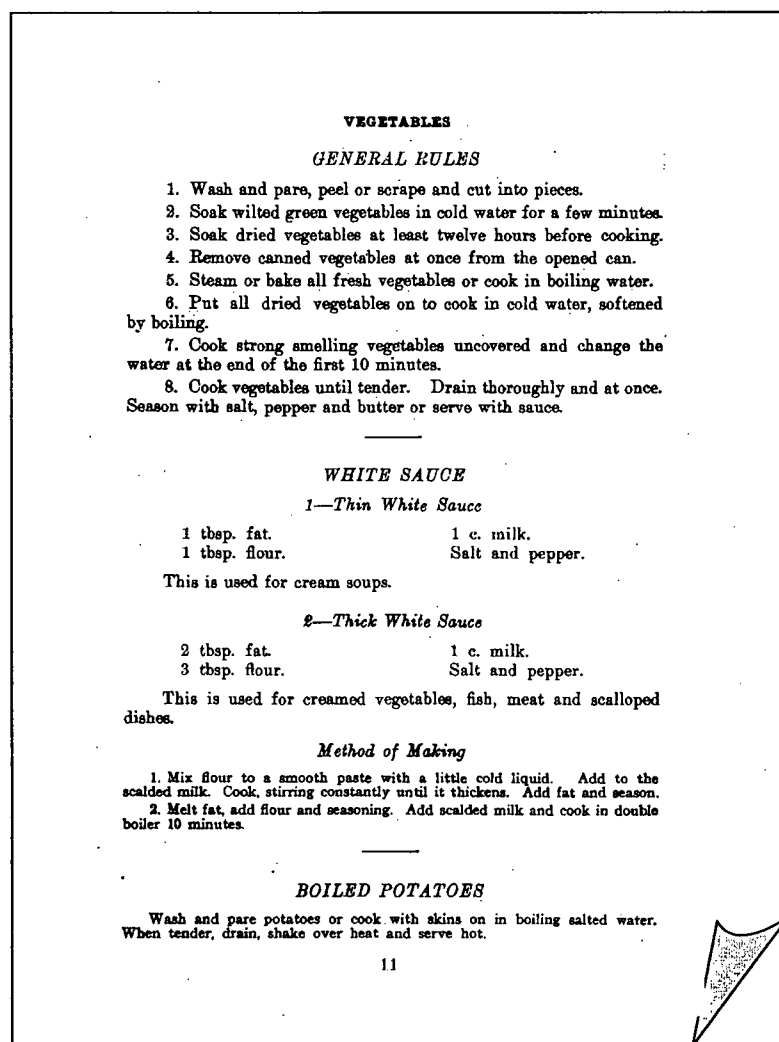 VEGETABLES
GENERAL RULES
1. Wash and pare, peel or scrape and cut into pieces.
2. Soak wilted green vegetables in cold water for a few minutes.
3. Soak dried vegetables at least twelve hours before cooking.
4. Remove canned vegetables at once from the opened can.
5. Steam or bake all fresh vegetables or cook in boiling water.
6. Put all dried vegetables on to cook in cold water, softened
by boiling.
7. Cook strong smelling vegetables uncovered and change the
water at the end of the first 10 minutes.
8. Cook vegetables until tender. Drain thoroughly and at once.
Season with salt, pepper and butter or serve with sauce.
WHITE SAUCE
1—Thin White Sauce
1 tbsp. fat. 1 c. milk.
1 tbsp. flour. Salt and pepper.
This is used for cream soups.
2—Thick White Sauce
2 tbsp. fat. 1 c. milk.
3 tbsp. flour. Salt and pepper.
This is used for creamed vegetables, fish, meat and scalloped
dishes.
Method of Making
1. Mix flour to a smooth paste with a little cold liquid. Add to the
scalded milk. Cook, stirring constantly until it thickens. Add fat and season.
2. Melt fat, add flour and seasoning. Add scalded milk and cook in double
boiler 10 minutes.
BOILED POTATOES
Wash and pare potatoes or cook with skins on in boiling salted water.
When tender, drain, shake over heat and serve hot.
11